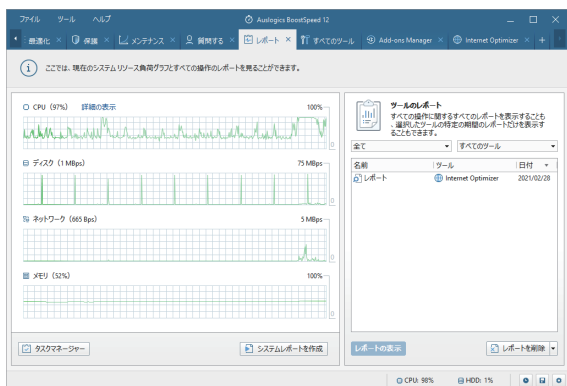 ファイル ツール ヘルプ Auslogics BoostSpeed 12
最適化 保護 メンテナンス 質問する レポート すべてのツール Add-ons Manager Internet Optimizer
ここでは、現在のシステム リソース負荷グラフとすべての操作のレポートを見ることができます。
CPU (97%) 詳細の表示 100%
0
ディスク (1 MBps) 75 MBps
0
ネットワーク (665 Bps) 5 MBps
0
メモリ (52%) 100%
0
タスクマネージャー システムレポートを作成
ツールのレポート
すべての操作に関するすべてのレポートを表示することも
、選択したツールの特定の期間のレポートだけを表示す
ることもできます。
全て すべてのツール
名前 ツール 日付
レポート Internet Optimizer 2021/02/28
レポートの表示 レポートを削除
CPU: 98% HDD: 1%